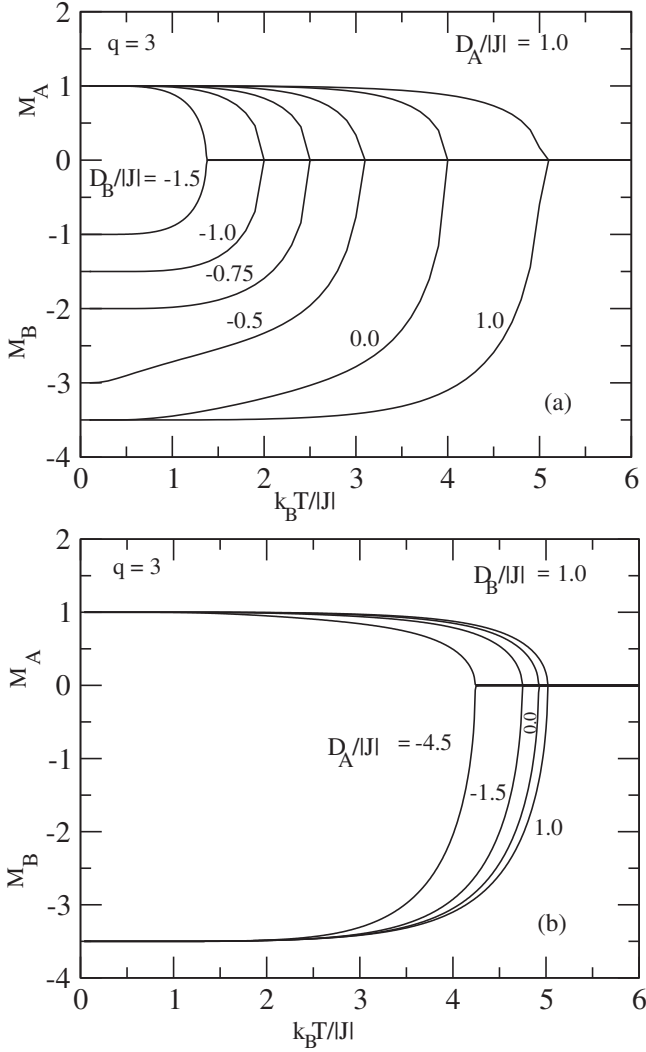 2
q = 3
D_A/|J| = 1.0
1
M_A
0
D_B/|J| = -1.5
-1
-1.0
-0.75
-2
-0.5
0.0
1.0
M_B
-3
(a)
-4
0 1 2 3 4 5 6
k_BT/|J|
2
q = 3
D_B/|J| = 1.0
1
M_A
0
0.0
D_A/|J| = -4.5
-1
-1.5
1.0
-2
M_B
-3
(b)
-4
0 1 2 3 4 5 6
k_BT/|J|